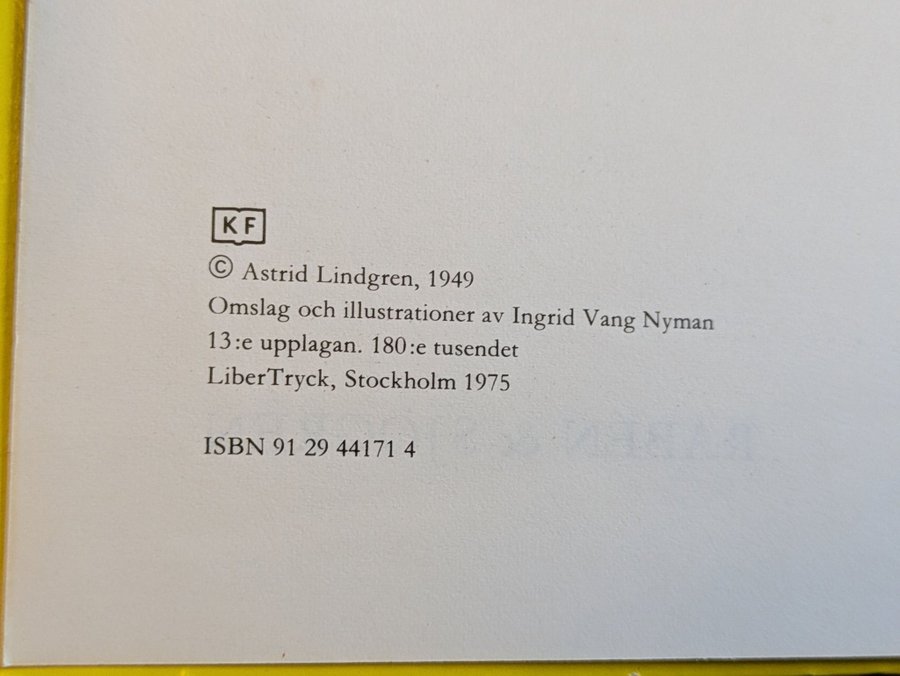 KF
© Astrid Lindgren, 1949
Omslag och illustrationer av Ingrid Vang Nyman
13:e upplagan. 180:e tusendet
LiberTryck, Stockholm 1975
ISBN 91 29 44171 4